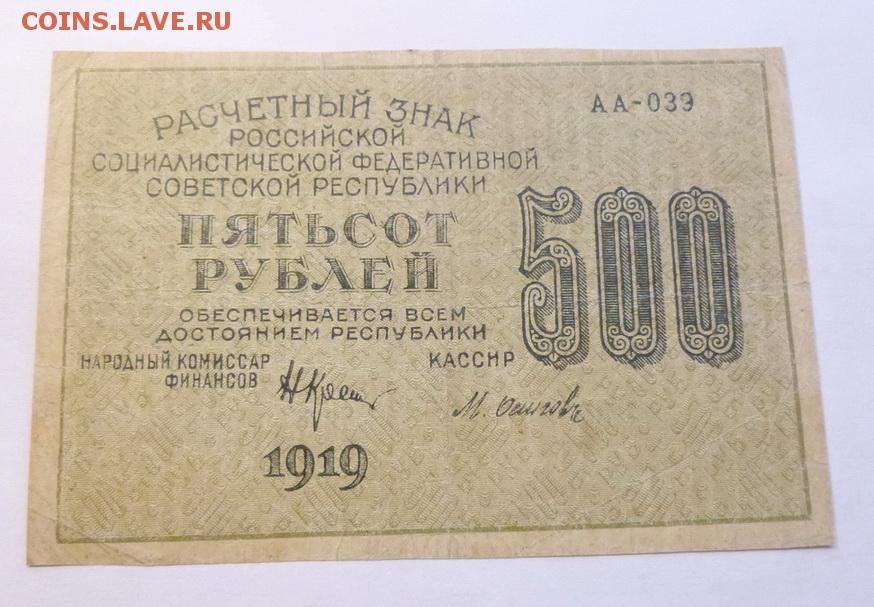 COINS.LAVE.RU
РАСЧЕТНЫЙ ЗНАК
АА-039
РОССИЙСКОЙ
СОЦИАЛИСТИЧЕСКОЙ ФЕДЕРАТИВНОЙ
СОВЕТСКОЙ РЕСПУБЛИКИ
ПЯТЬСОТ
РУБЛЕЙ
500
ОБЕСПЕЧИВАЕТСЯ ВСЕМ
ДОСТОЯНИЕМ РЕСПУБЛИКИ
НАРОДНЫЙ КОМИССАР
ФИНАНСОВ
КАССИР
1919